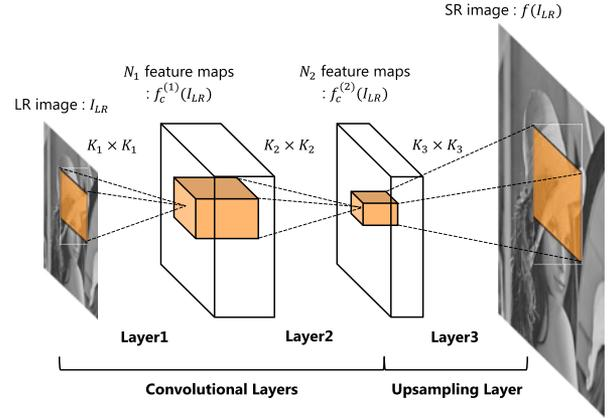 SR image : f(I_LR)
N_1 feature maps
: f_c^(1)(I_LR)
N_2 feature maps
: f_c^(2)(I_LR)
LR image : I_LR
K_1 × K_1
K_2 × K_2
K_3 × K_3
Layer1
Layer2
Layer3
Convolutional Layers
Upsampling Layer